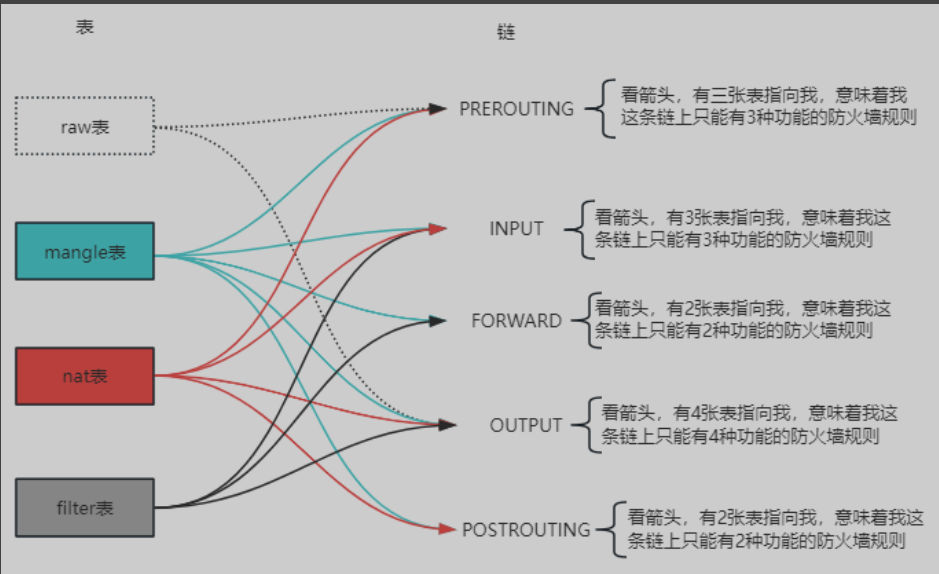 表
链
raw表
mangle表
nat表
filter表
PREROUTING
看箭头，有三张表指向我，意味着我
这条链上只能有3种功能的防火墙规则
INPUT
看箭头，有3张表指向我，意味着我这
条链上只能有3种功能的防火墙规则
FORWARD
看箭头，有2张表指向我，意味着我这
条链上只能有2种功能的防火墙规则
OUTPUT
看箭头，有4张表指向我，意味着我这
条链上只能有4种功能的防火墙规则
POSTROUTING
看箭头，有2张表指向我，意味着我这
条链上只能有2种功能的防火墙规则